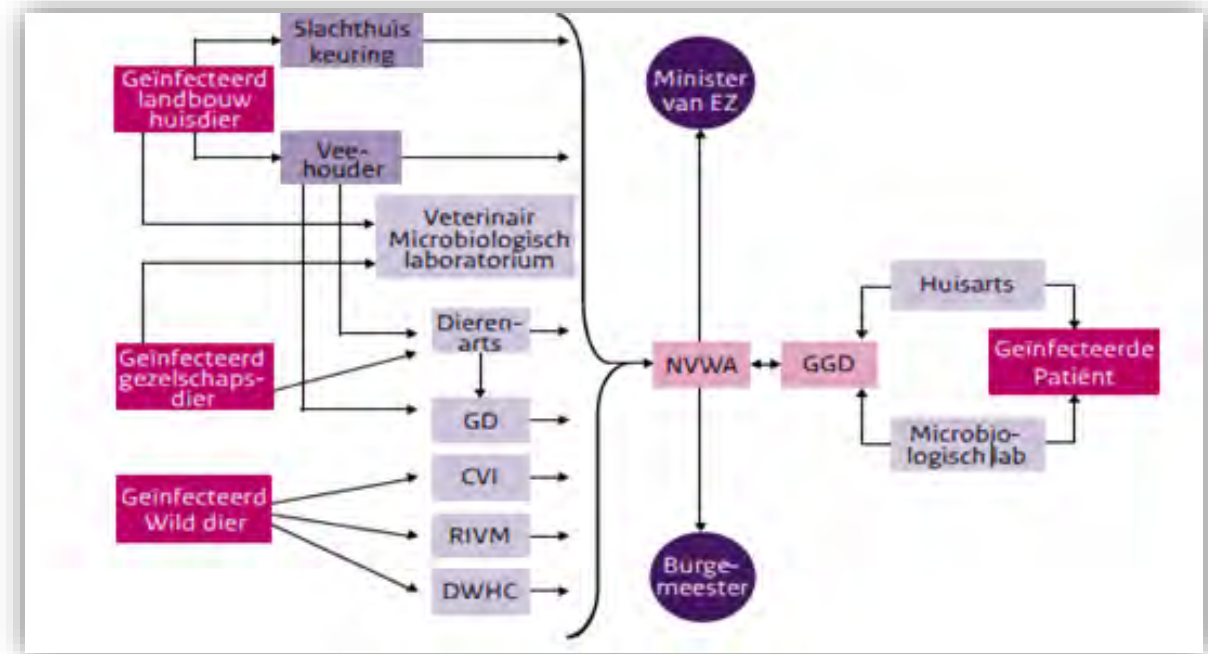 Slachthuis
keuring
Geïnfecteerd
landbouw
huisdier
Vee-
houder
Veterinair
Microbiologisch
laboratorium
Dieren-
arts
Geïnfecteerd
gezelschaps-
dier
GD
CVI
Geïnfecteerd
Wild dier
RIVM
DWHC
Minister
van EZ
NVWA
GGD
Burge-
meester
Huisarts
Geïnfecteerde
Patiënt
Microbio-
logisch lab